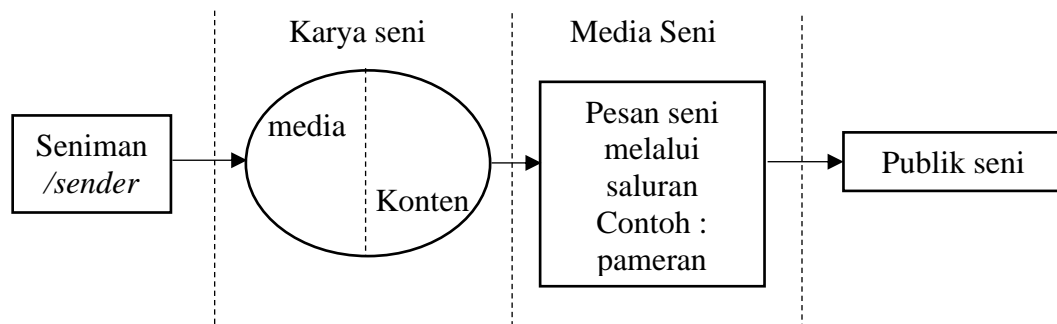 Karya seni
Media Seni
Seniman
/sender
media
Konten
Pesan seni
melalui
saluran
Contoh :
pameran
Publik seni